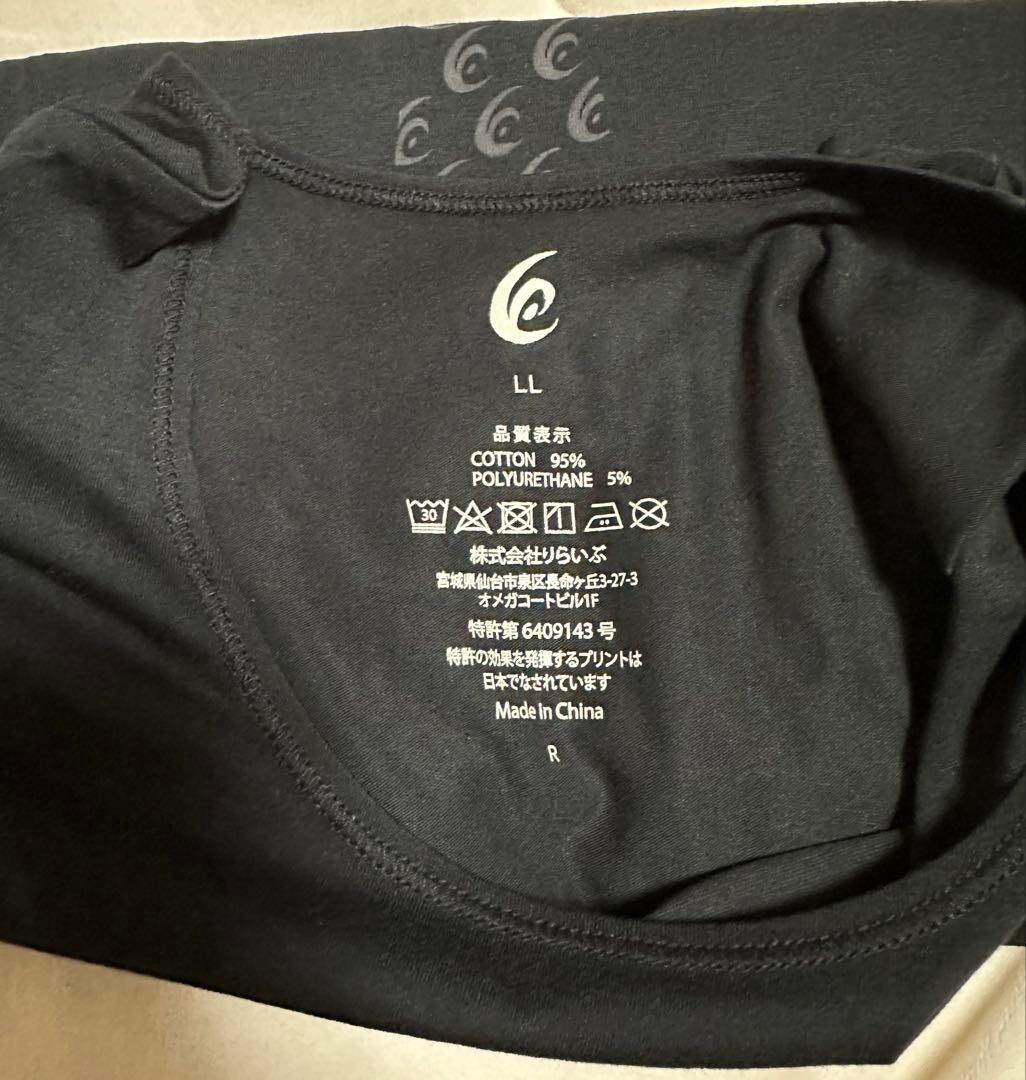 LL
品質表示
COTTON 95%
POLYURETHANE 5%
30
株式会社りらいぶ
宮城県仙台市泉区長命ヶ丘3-27-3
オメガコートビル1F
特許第6409143号
特許の効果を発揮するプリントは
日本でなされています
Made in China
R